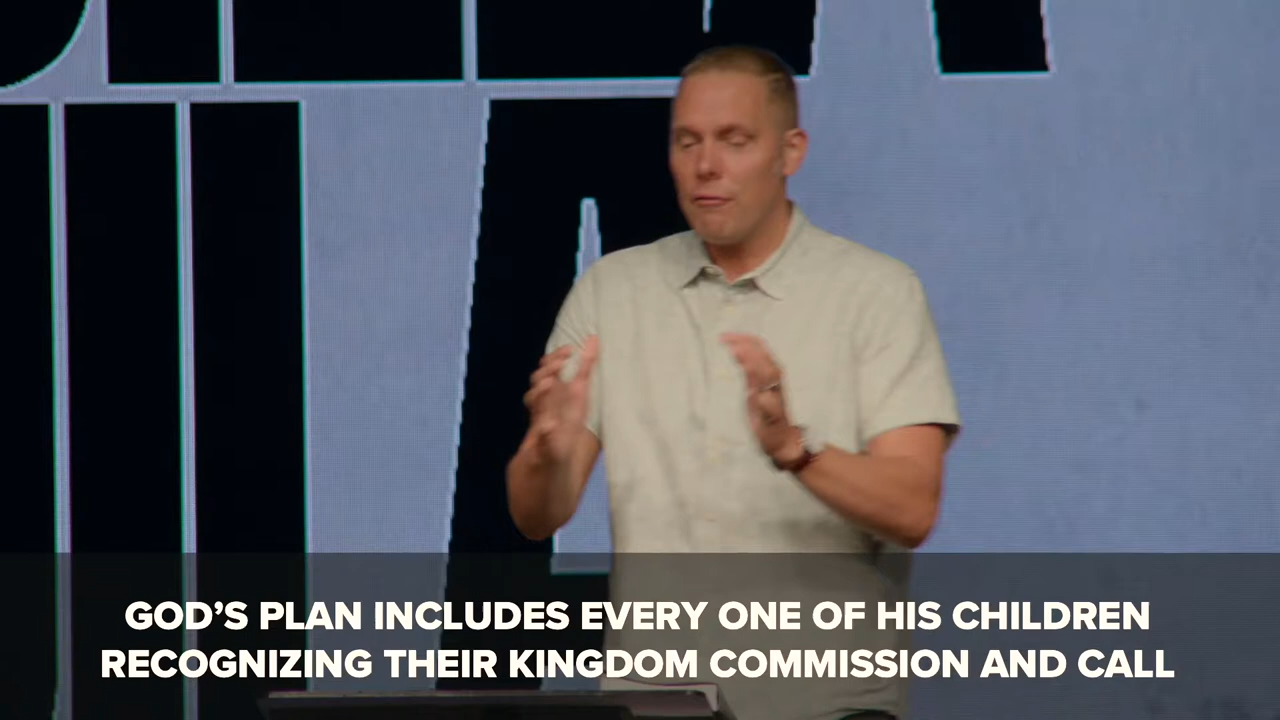 GOD’S PLAN INCLUDES EVERY ONE OF HIS CHILDREN
RECOGNIZING THEIR KINGDOM COMMISSION AND CALL